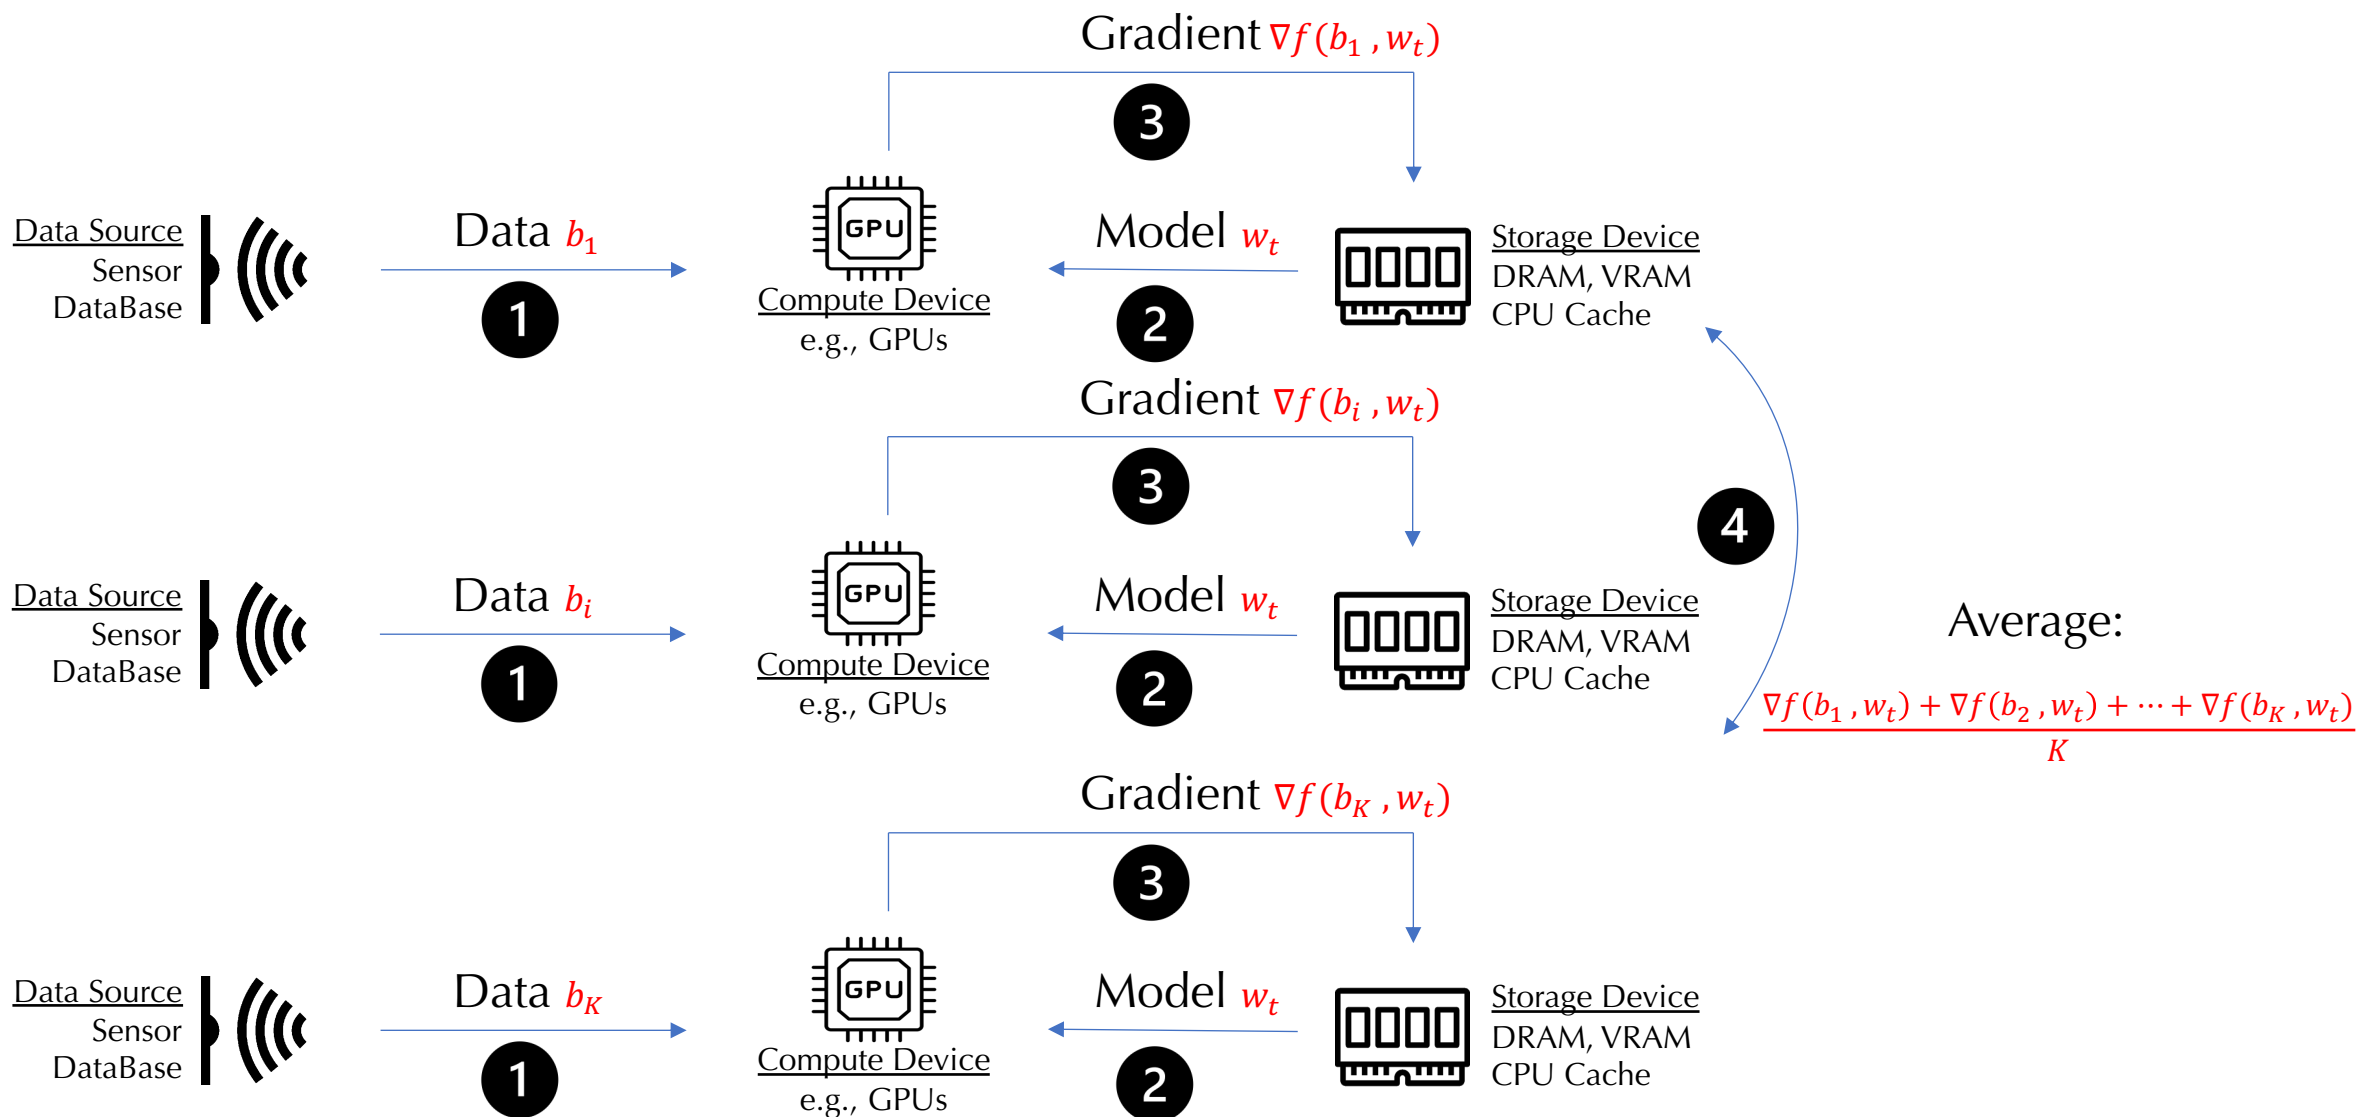 Gradient ∇f(b₁ , wₜ)
3
Data Source
Sensor
DataBase
Data b₁
1
GPU
Compute Device
e.g., GPUs
Model wₜ
2
Storage Device
DRAM, VRAM
CPU Cache
Gradient ∇f(bᵢ , wₜ)
3
Data Source
Sensor
DataBase
Data bᵢ
1
GPU
Compute Device
e.g., GPUs
Model wₜ
2
Storage Device
DRAM, VRAM
CPU Cache
4
Average:
∇f(b₁ , wₜ) + ∇f(b₂ , wₜ) + ⋯ + ∇f(b_K , wₜ)
K
Gradient ∇f(b_K , wₜ)
3
Data Source
Sensor
DataBase
Data b_K
1
GPU
Compute Device
e.g., GPUs
Model wₜ
2
Storage Device
DRAM, VRAM
CPU Cache